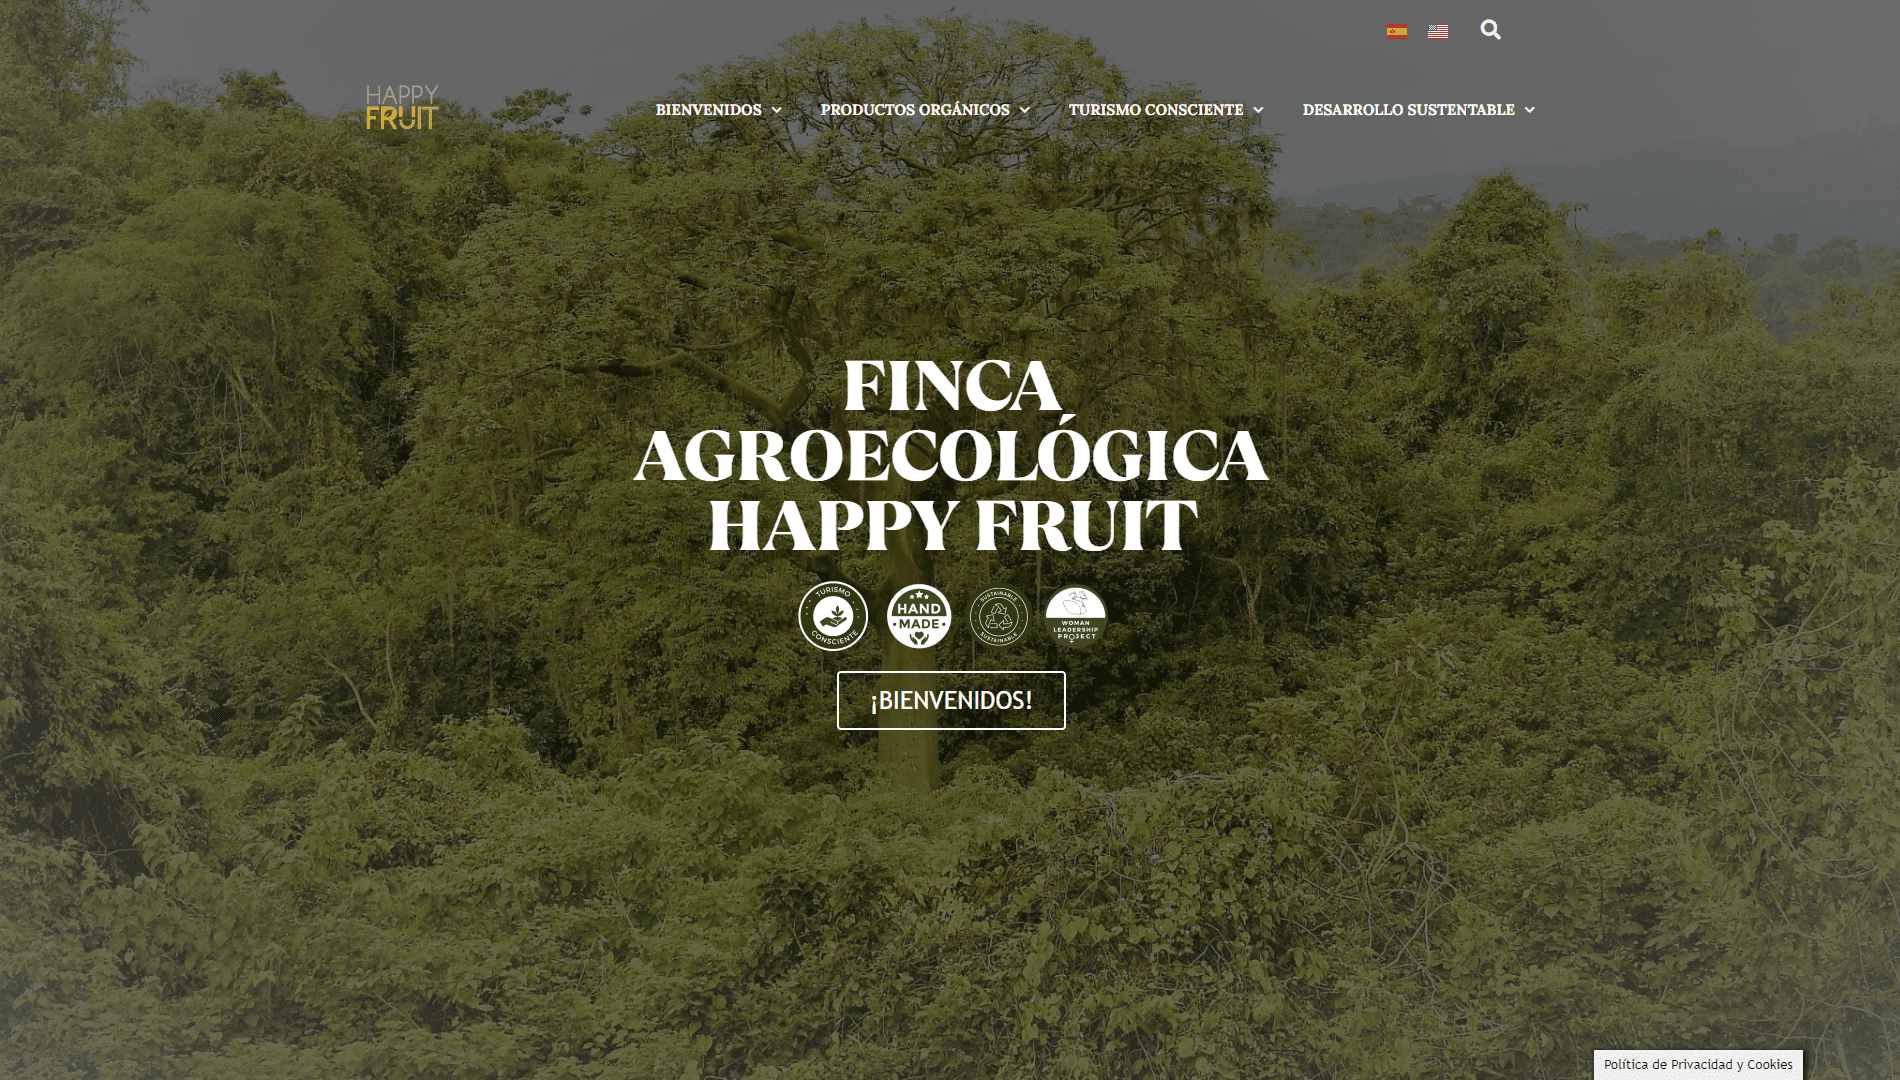 HAPPY
FRUIT
BIENVENIDOS
PRODUCTOS ORGÁNICOS
TURISMO CONSCIENTE
DESARROLLO SUSTENTABLE
FINCA
AGROECOLÓGICA
HAPPY FRUIT
TURISMO
CONSCIENTE
HAND
MADE
SUSTAINABLE
SUSTAINABLE
WOMAN
LEADERSHIP
PROJECT
¡BIENVENIDOS!
Política de Privacidad y Cookies